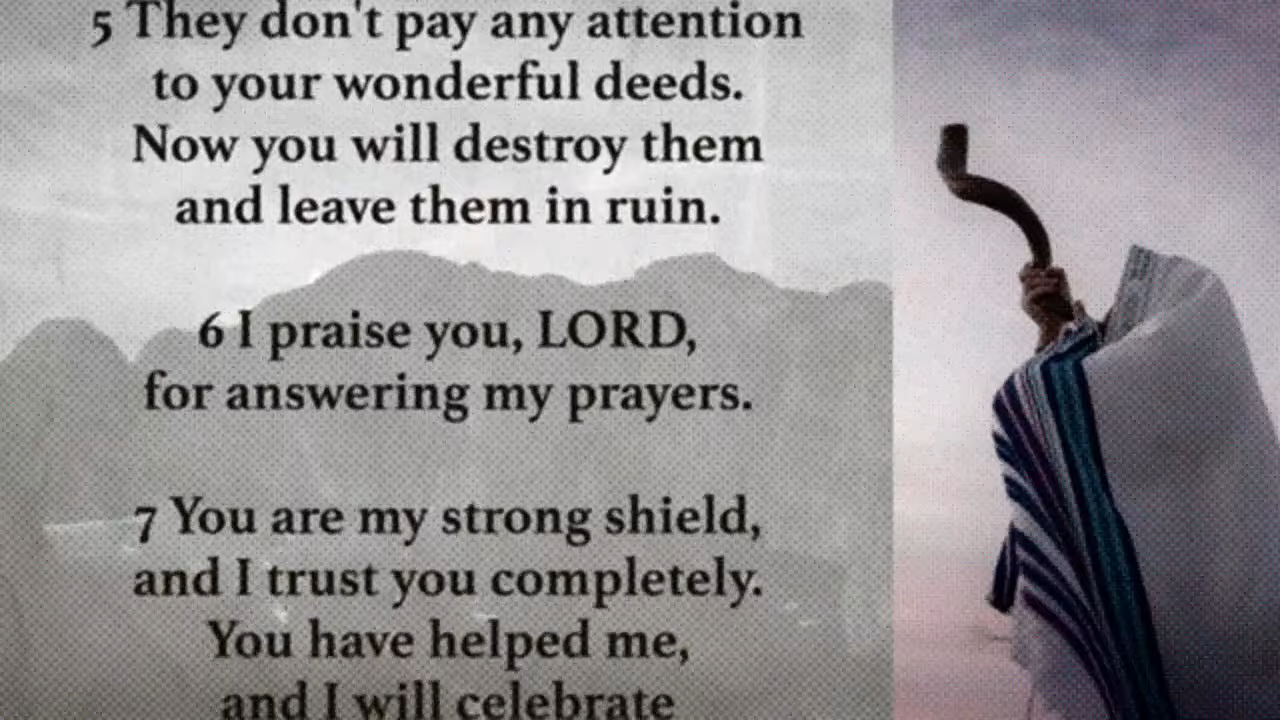 5 They don't pay any attention
to your wonderful deeds.
Now you will destroy them
and leave them in ruin.
6 I praise you, LORD,
for answering my prayers.
7 You are my strong shield,
and I trust you completely.
You have helped me,
and I will celebrate